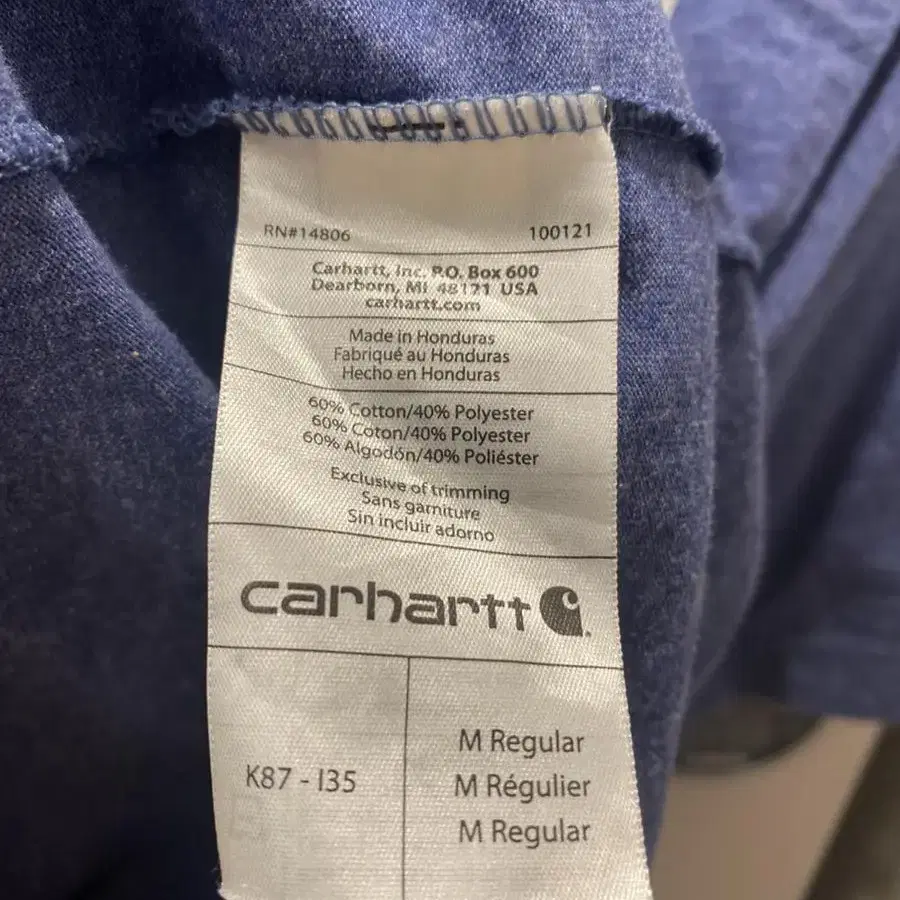 RN#14806 100121
Carhartt, Inc. P.O. Box 600
Dearborn, MI 48121 USA
carhartt.com
Made in Honduras
Fabriqué au Honduras
Hecho en Honduras
60% Cotton/40% Polyester
60% Coton/40% Polyester
60% Algodón/40% Poliéster
Exclusive of trimming
Sans garniture
Sin incluir adorno
carhartt
K87 - I35
M Regular
M Régulier
M Regular